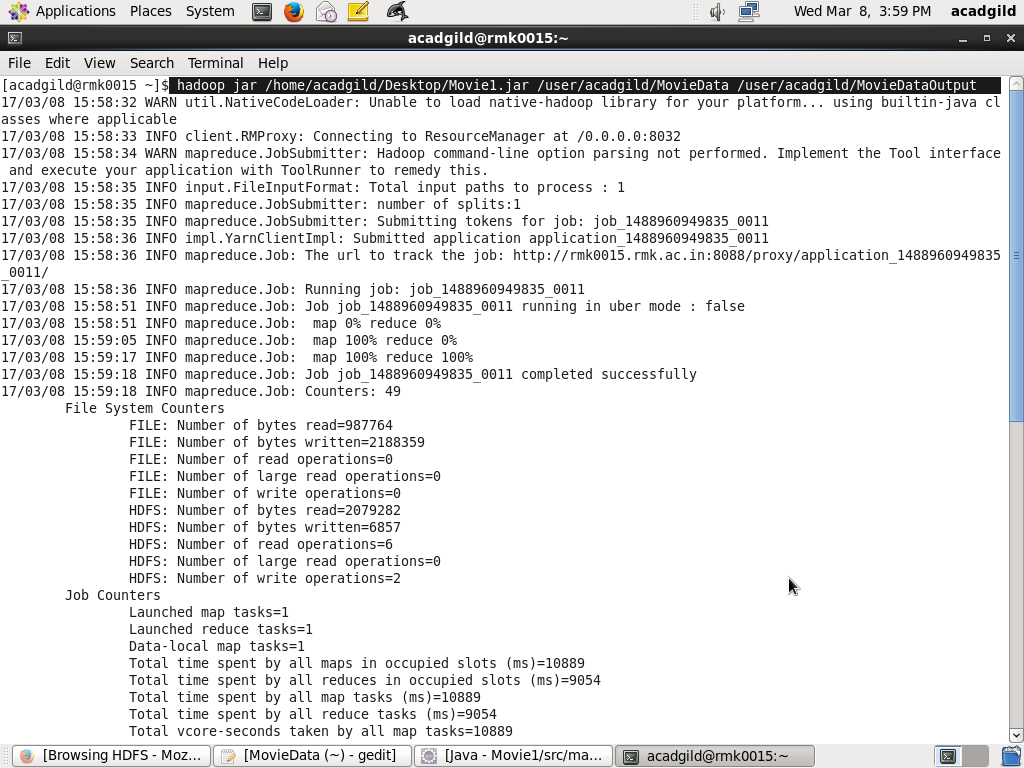 Applications Places System Wed Mar 8, 3:59 PM acadgild
acadgild@rmk0015:~
File Edit View Search Terminal Help
[acadgild@rmk0015 ~]$ hadoop jar /home/acadgild/Desktop/Movie1.jar /user/acadgild/MovieData /user/acadgild/MovieDataOutput
17/03/08 15:58:32 WARN util.NativeCodeLoader: Unable to load native-hadoop library for your platform... using builtin-java cl
asses where applicable
17/03/08 15:58:33 INFO client.RMProxy: Connecting to ResourceManager at /0.0.0.0:8032
17/03/08 15:58:34 WARN mapreduce.JobSubmitter: Hadoop command-line option parsing not performed. Implement the Tool interface
 and execute your application with ToolRunner to remedy this.
17/03/08 15:58:35 INFO input.FileInputFormat: Total input paths to process : 1
17/03/08 15:58:35 INFO mapreduce.JobSubmitter: number of splits:1
17/03/08 15:58:35 INFO mapreduce.JobSubmitter: Submitting tokens for job: job_1488960949835_0011
17/03/08 15:58:36 INFO impl.YarnClientImpl: Submitted application application_1488960949835_0011
17/03/08 15:58:36 INFO mapreduce.Job: The url to track the job: http://rmk0015.rmk.ac.in:8088/proxy/application_1488960949835
_0011/
17/03/08 15:58:36 INFO mapreduce.Job: Running job: job_1488960949835_0011
17/03/08 15:58:51 INFO mapreduce.Job: Job job_1488960949835_0011 running in uber mode : false
17/03/08 15:58:51 INFO mapreduce.Job:  map 0% reduce 0%
17/03/08 15:59:05 INFO mapreduce.Job:  map 100% reduce 0%
17/03/08 15:59:17 INFO mapreduce.Job:  map 100% reduce 100%
17/03/08 15:59:18 INFO mapreduce.Job: Job job_1488960949835_0011 completed successfully
17/03/08 15:59:18 INFO mapreduce.Job: Counters: 49
File System Counters
FILE: Number of bytes read=987764
FILE: Number of bytes written=2188359
FILE: Number of read operations=0
FILE: Number of large read operations=0
FILE: Number of write operations=0
HDFS: Number of bytes read=2079282
HDFS: Number of bytes written=6857
HDFS: Number of read operations=6
HDFS: Number of large read operations=0
HDFS: Number of write operations=2
Job Counters
Launched map tasks=1
Launched reduce tasks=1
Data-local map tasks=1
Total time spent by all maps in occupied slots (ms)=10889
Total time spent by all reduces in occupied slots (ms)=9054
Total time spent by all map tasks (ms)=10889
Total time spent by all reduce tasks (ms)=9054
Total vcore-seconds taken by all map tasks=10889
[Browsing HDFS - Moz... [MovieData (~) - gedit] [Java - Movie1/src/ma... acadgild@rmk0015:~